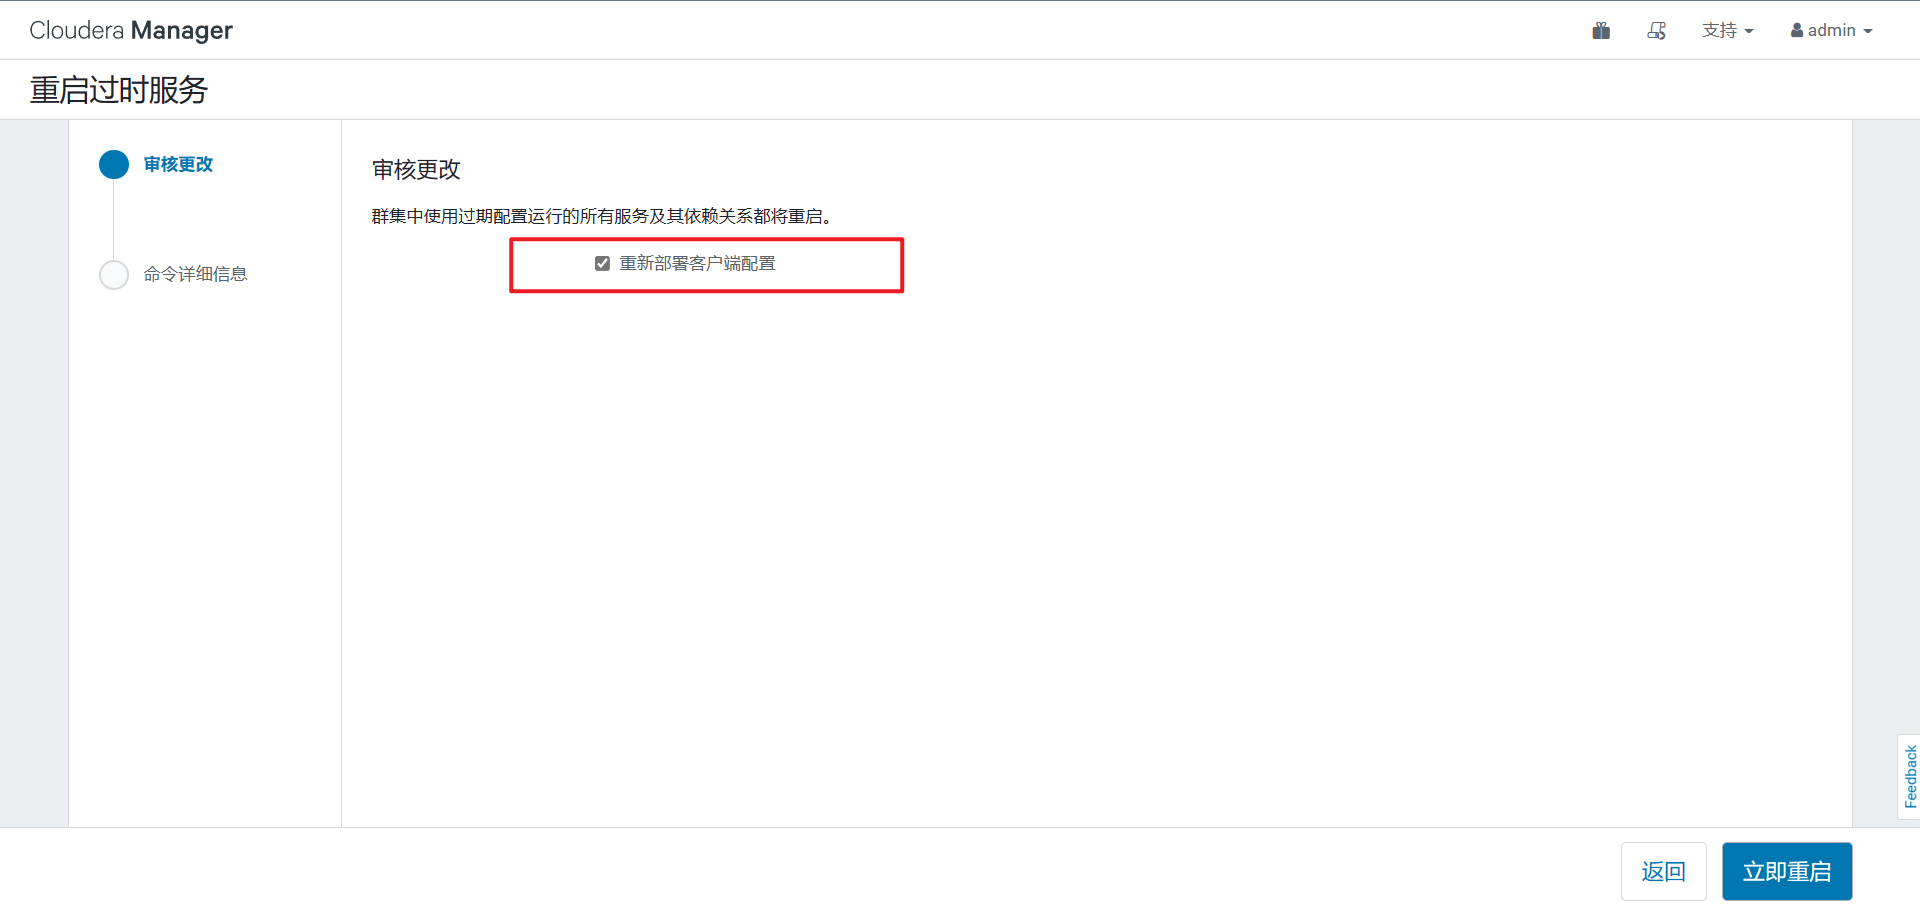 Cloudera Manager
支持
admin
重启过时服务
审核更改
命令详细信息
审核更改
群集中使用过期配置运行的所有服务及其依赖关系都将重启。
重新部署客户端配置
Feedback
返回
立即重启